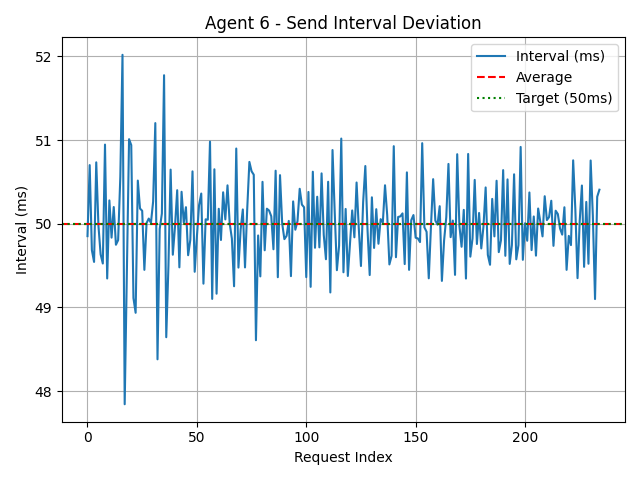 Agent 6 - Send Interval Deviation
Interval (ms)
Average
Target (50ms)
52
51
50
49
48
Interval (ms)
0
50
100
150
200
Request Index